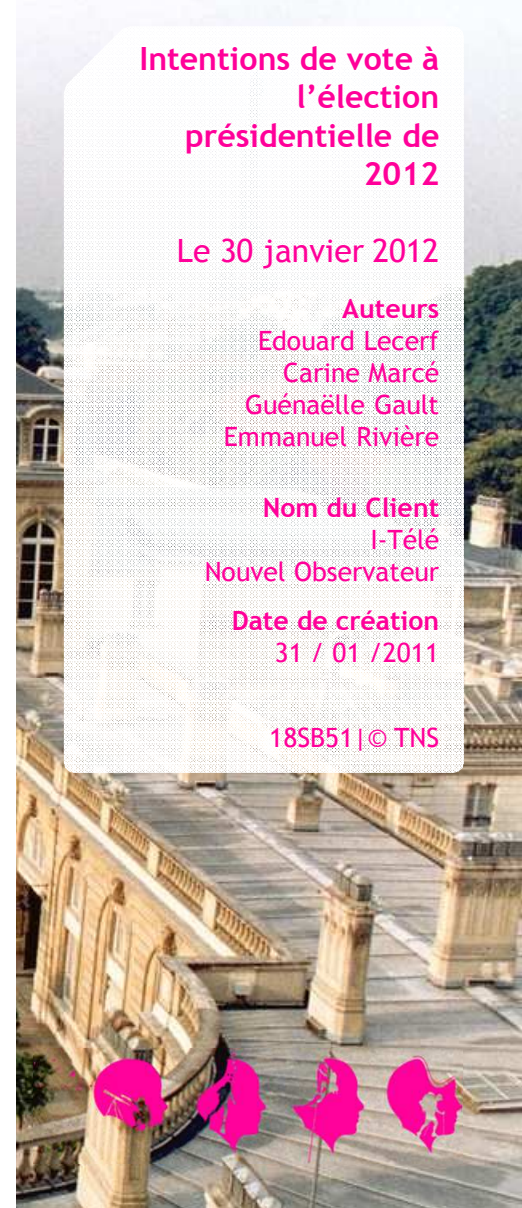 Intentions de vote à
l’élection
présidentielle de
2012
Le 30 janvier 2012
Auteurs
Edouard Lecerf
Carine Marcé
Guénaëlle Gault
Emmanuel Rivière
Nom du Client
I-Télé
Nouvel Observateur
Date de création
31 / 01 /2011
18SB51|© TNS